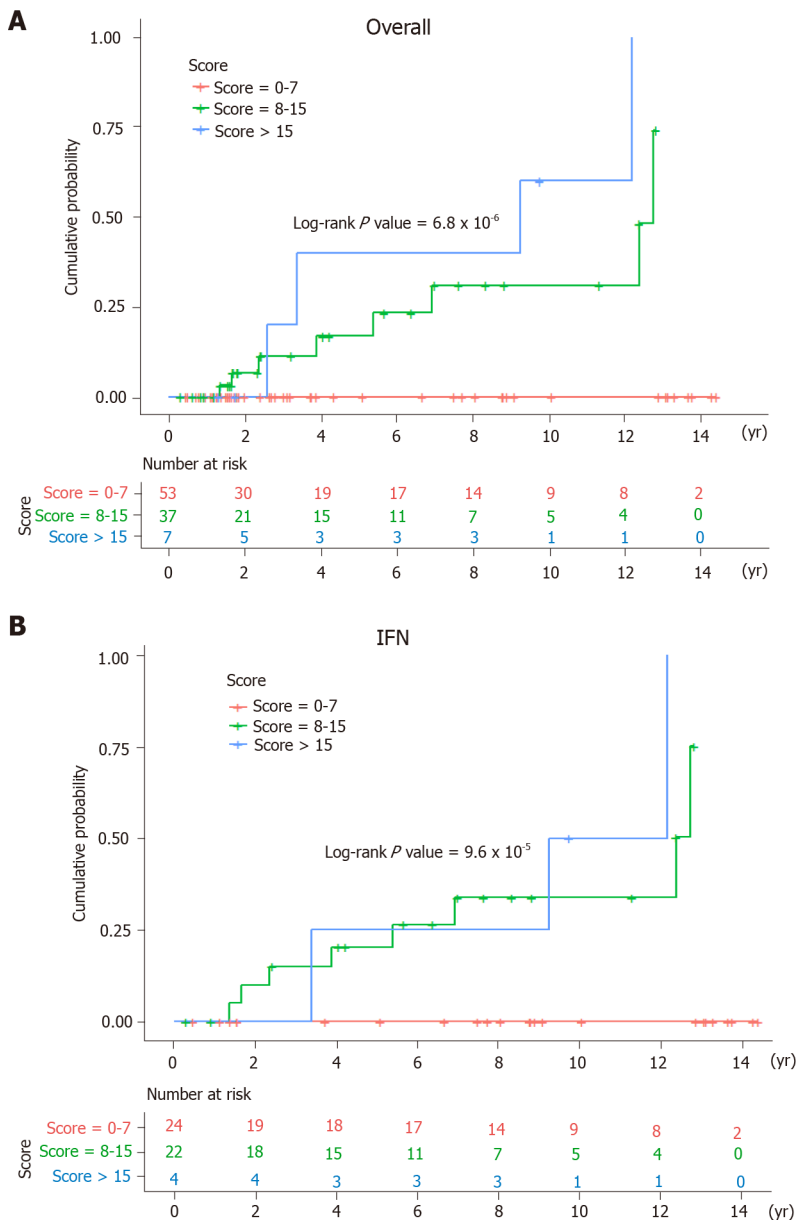 A
Overall
1.00
0.75
0.50
0.25
0.00
Cumulative probability
Score
Score = 0-7
Score = 8-15
Score > 15
Log-rank P value = 6.8 x 10-6
0 2 4 6 8 10 12 14 (yr)
Number at risk
Score
Score = 0-7 53 30 19 17 14 9 8 2
Score = 8-15 37 21 15 11 7 5 4 0
Score > 15 7 5 3 3 3 1 1 0
0 2 4 6 8 10 12 14 (yr)
B
IFN
1.00
0.75
0.50
0.25
0.00
Cumulative probability
Score
Score = 0-7
Score = 8-15
Score > 15
Log-rank P value = 9.6 x 10-5
0 2 4 6 8 10 12 14 (yr)
Number at risk
Score
Score = 0-7 24 19 18 17 14 9 8 2
Score = 8-15 22 18 15 11 7 5 4 0
Score > 15 4 4 3 3 3 1 1 0
0 2 4 6 8 10 12 14 (yr)